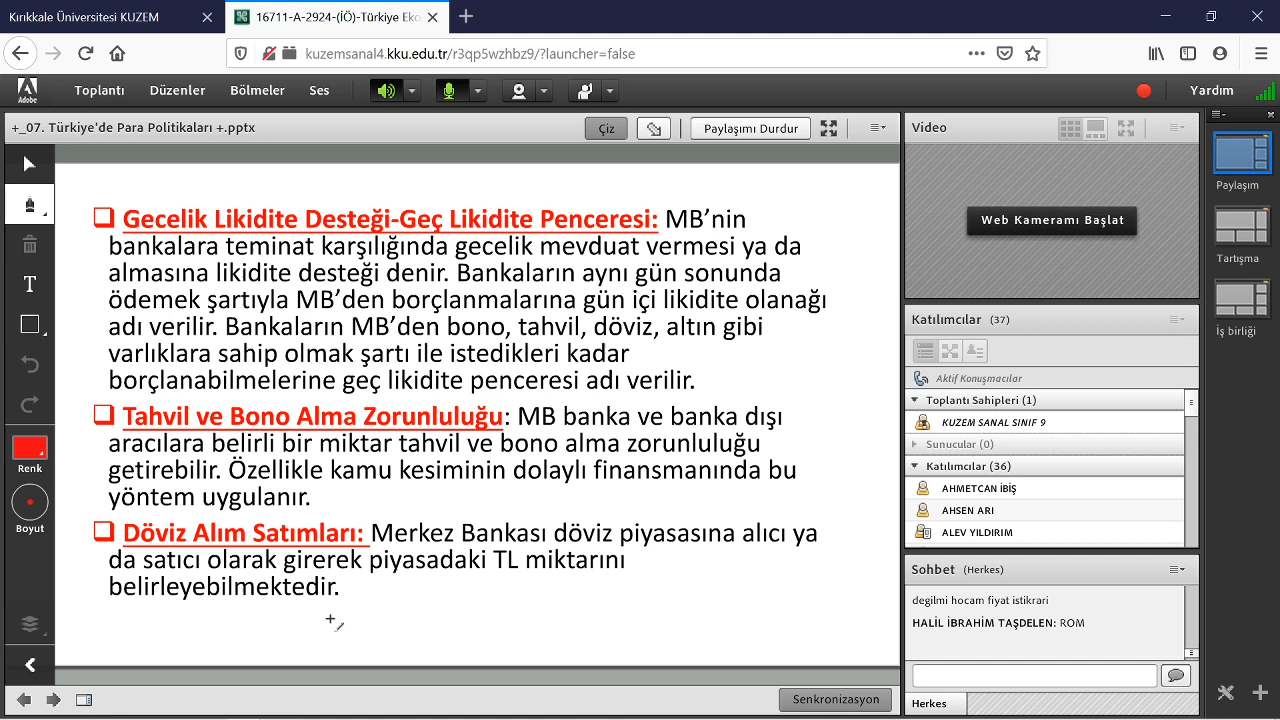 Kırıkkale Üniversitesi KUZEM
16711-A-2924-(İÖ)-Türkiye Eko
kuzemsanal4.kku.edu.tr/r3qp5wzhbz9/?launcher=false
Adobe
Toplantı Düzenler Bölmeler Ses Yardım
+_07. Türkiye'de Para Politikaları +.pptx
Çiz
Paylaşımı Durdur
Gecelik Likidite Desteği-Geç Likidite Penceresi: MB’nin
bankalara teminat karşılığında gecelik mevduat vermesi ya da
almasına likidite desteği denir. Bankaların aynı gün sonunda
ödemek şartıyla MB’den borçlanmalarına gün içi likidite olanağı
adı verilir. Bankaların MB’den bono, tahvil, döviz, altın gibi
varlıklara sahip olmak şartı ile istedikleri kadar
borçlanabilmelerine geç likidite penceresi adı verilir.
Tahvil ve Bono Alma Zorunluluğu: MB banka ve banka dışı
aracılara belirli bir miktar tahvil ve bono alma zorunluluğu
getirebilir. Özellikle kamu kesiminin dolaylı finansmanında bu
yöntem uygulanır.
Döviz Alım Satımları: Merkez Bankası döviz piyasasına alıcı ya
da satıcı olarak girerek piyasadaki TL miktarını
belirleyebilmektedir.
T
Renk
Boyut
Senkronizasyon
Video
Web Kameramı Başlat
Katılımcılar (37)
Aktif Konuşmacılar
Toplantı Sahipleri (1)
KUZEM SANAL SINIF 9
Sunucular (0)
Katılımcılar (36)
AHMETCAN İBİŞ
AHSEN ARI
ALEV YILDIRIM
Sohbet (Herkes)
degilmi hocam fiyat istikrari
HALİL İBRAHİM TAŞDELEN: ROM
Herkes
Paylaşım
Tartışma
İş birliği